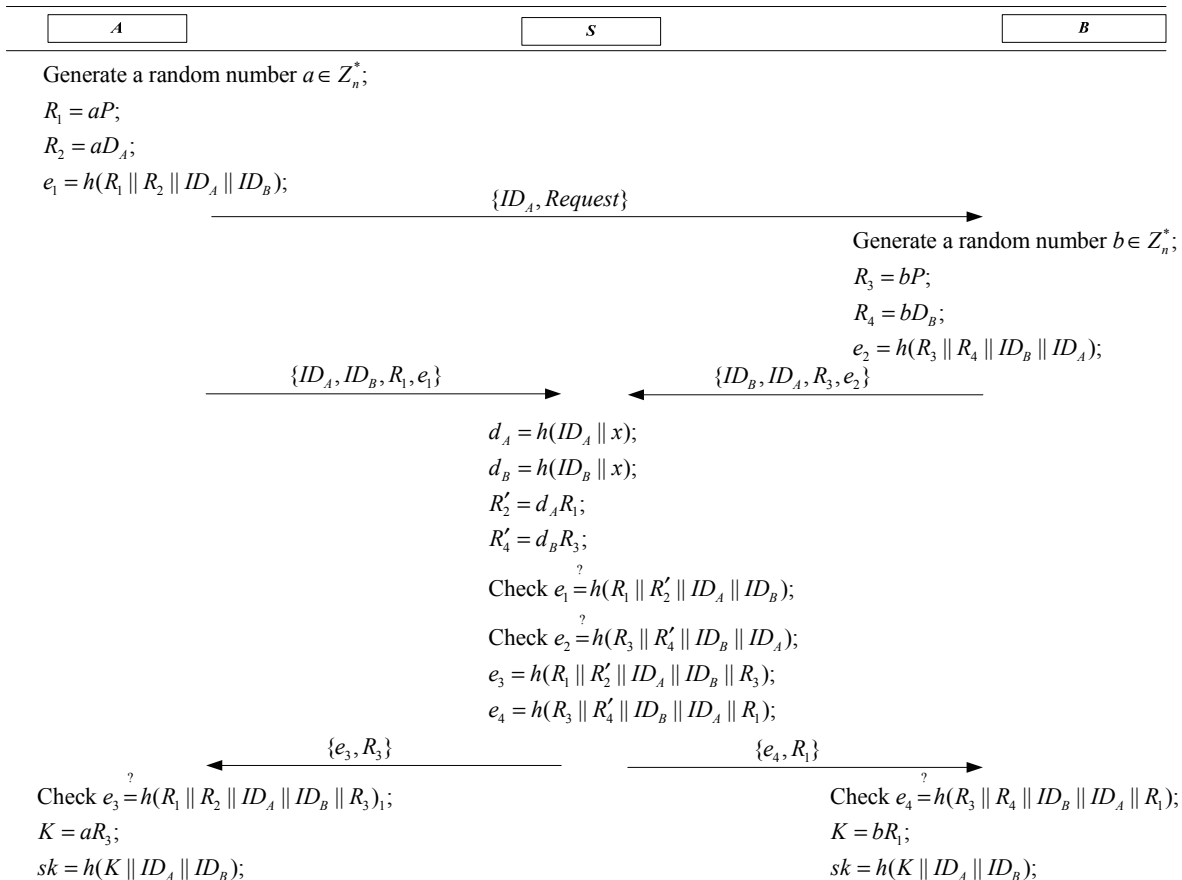 A S B
Generate a random number a ∈ Z_n^*;
R_1 = aP;
R_2 = aD_A;
e_1 = h(R_1 || R_2 || ID_A || ID_B);
{ID_A, Request}
Generate a random number b ∈ Z_n^*;
R_3 = bP;
R_4 = bD_B;
e_2 = h(R_3 || R_4 || ID_B || ID_A);
{ID_A, ID_B, R_1, e_1} {ID_B, ID_A, R_3, e_2}
d_A = h(ID_A || x);
d_B = h(ID_B || x);
R_2′ = d_A R_1;
R_4′ = d_B R_3;
Check e_1 =? h(R_1 || R_2′ || ID_A || ID_B);
Check e_2 =? h(R_3 || R_4′ || ID_B || ID_A);
e_3 = h(R_1 || R_2′ || ID_A || ID_B || R_3);
e_4 = h(R_3 || R_4′ || ID_B || ID_A || R_1);
{e_3, R_3} {e_4, R_1}
Check e_3 =? h(R_1 || R_2 || ID_A || ID_B || R_3)_1;
K = aR_3;
sk = h(K || ID_A || ID_B);
Check e_4 =? h(R_3 || R_4 || ID_B || ID_A || R_1);
K = bR_1;
sk = h(K || ID_A || ID_B);